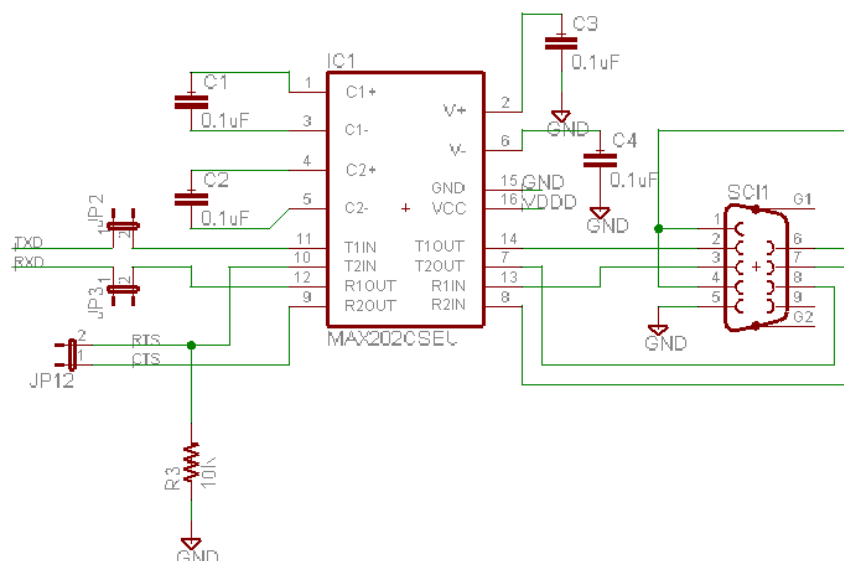 C3
0.1uF
GND
IC1
C1
0.1uF
1
C1+
3
C1-
V+
2
V-
6
C4
0.1uF
GND
4
C2+
C2
0.1uF
5
C2-
GND
15
GND
VCC
16
VDDD
SCI1
G1
1
2
3
4
5
6
7
8
9
G2
GND
JP2
1
2
TXD
RXD
JP3
1
2
11
T1IN
T1OUT
14
10
T2IN
T2OUT
7
12
R1OUT
R1IN
13
9
R2OUT
R2IN
8
MAX202CSEU
2
RTS
1
CTS
JP12
R3
10k
GND